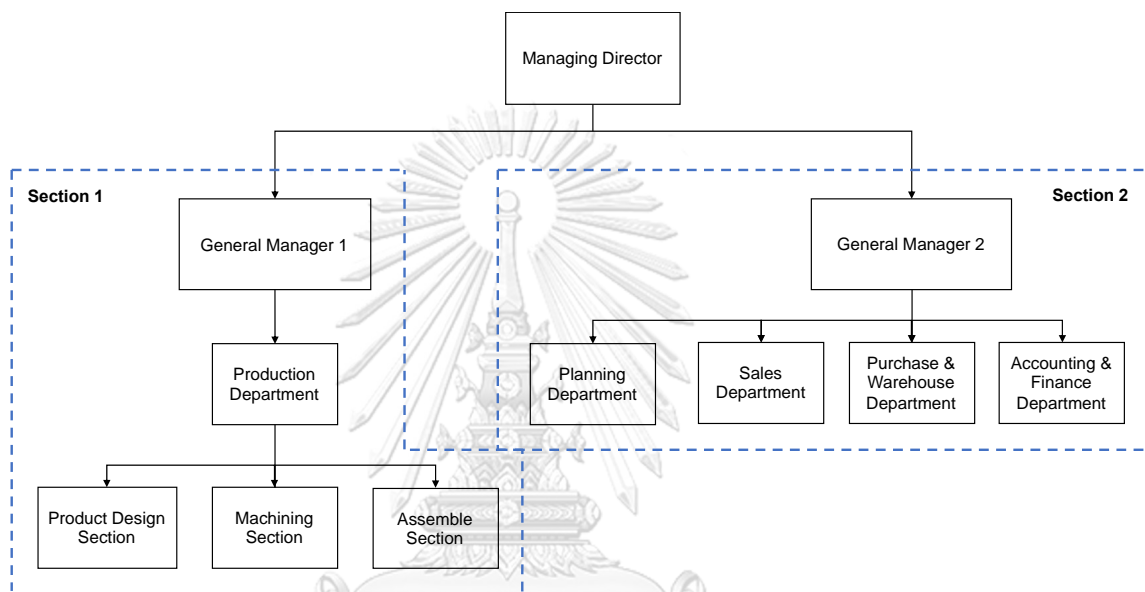 Managing Director
Section 1
Section 2
General Manager 1
General Manager 2
Production
Department
Planning
Department
Sales
Department
Purchase &
Warehouse
Department
Accounting &
Finance
Department
Product Design
Section
Machining
Section
Assemble
Section